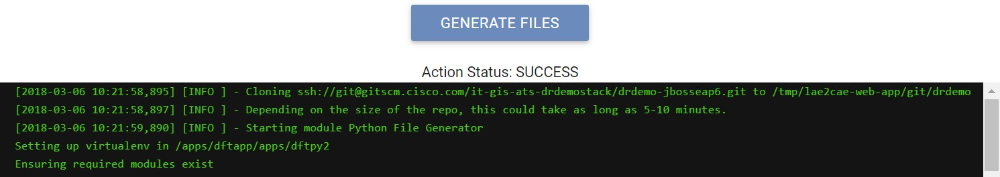 GENERATE FILES
Action Status: SUCCESS
[2018-03-06 10:21:58,895] [INFO ] - Cloning ssh://git@gitscm.cisco.com/it-gis-ats-drdemostack/drdemo-jbosseap6.git to /tmp/lae2cae-web-app/git/drdemo
[2018-03-06 10:21:58,897] [INFO ] - Depending on the size of the repo, this could take as long as 5-10 minutes.
[2018-03-06 10:21:59,890] [INFO ] - Starting module Python File Generator
Setting up virtualenv in /apps/dftapp/apps/dftpy2
Ensuring required modules exist